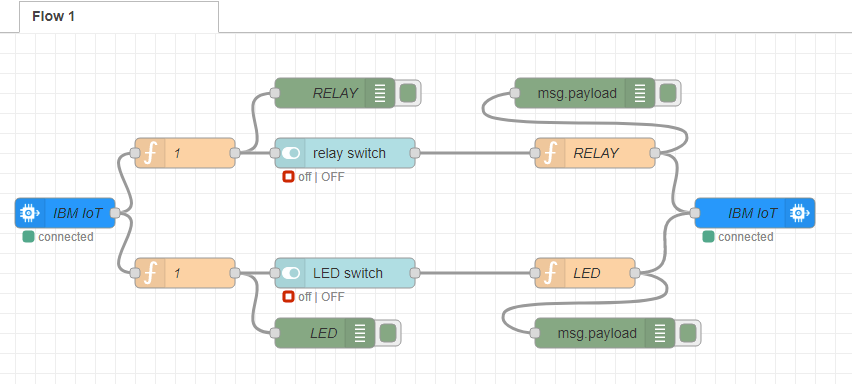 Flow 1
RELAY
msg.payload
1
relay switch
RELAY
off | OFF
IBM IoT
IBM IoT
connected
connected
1
LED switch
LED
off | OFF
LED
msg.payload